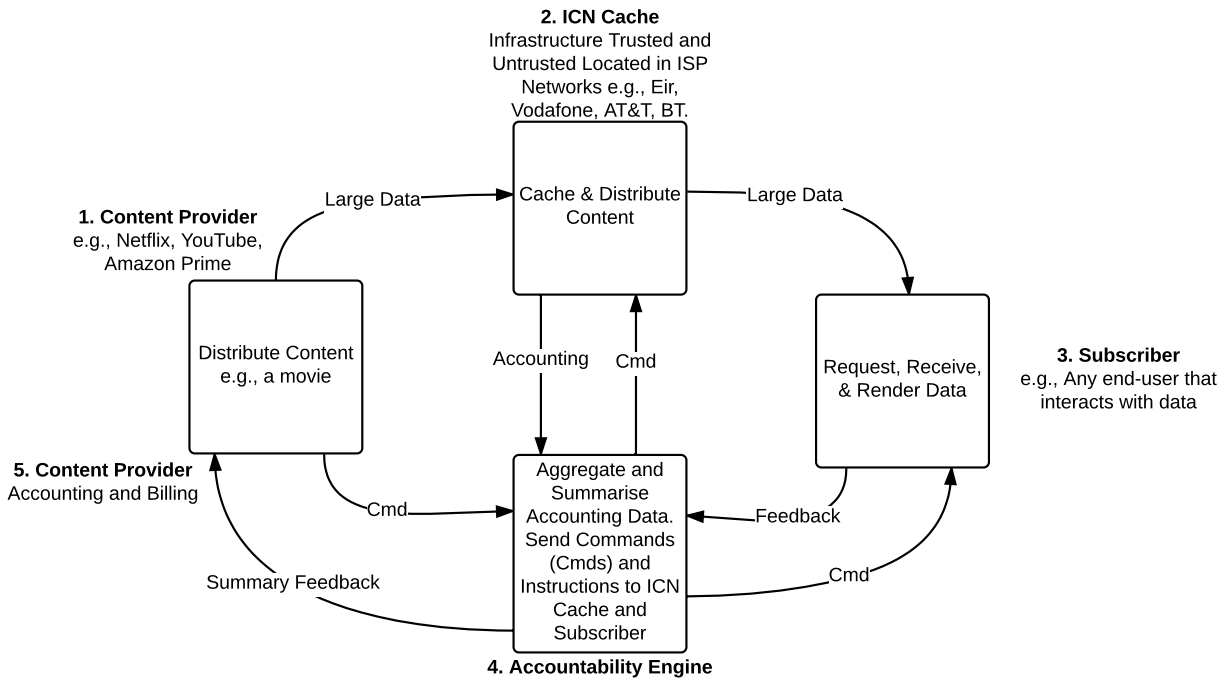 2. ICN Cache
Infrastructure Trusted and
Untrusted Located in ISP
Networks e.g., Eir,
Vodafone, AT&T, BT.
Cache & Distribute
Content
Large Data
Large Data
1. Content Provider
e.g., Netflix, YouTube,
Amazon Prime
Distribute Content
e.g., a movie
Accounting
Cmd
Request, Receive,
& Render Data
3. Subscriber
e.g., Any end-user that
interacts with data
5. Content Provider
Accounting and Billing
Cmd
Summary Feedback
Aggregate and
Summarise
Accounting Data.
Send Commands
(Cmds) and
Instructions to ICN
Cache and
Subscriber
Feedback
Cmd
4. Accountability Engine